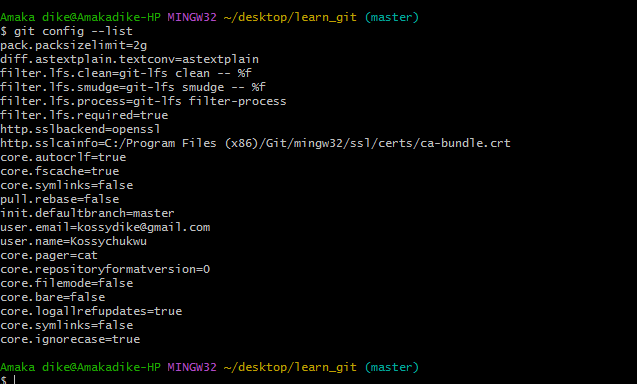 Amaka dike@Amakadike-HP MINGW32 ~/desktop/learn_git (master)
$ git config --list
pack.packsizelimit=2g
diff.astextplain.textconv=astextplain
filter.lfs.clean=git-lfs clean -- %f
filter.lfs.smudge=git-lfs smudge -- %f
filter.lfs.process=git-lfs filter-process
filter.lfs.required=true
http.sslbackend=openssl
http.sslcainfo=C:/Program Files (x86)/Git/mingw32/ssl/certs/ca-bundle.crt
core.autocrlf=true
core.fscache=true
core.symlinks=false
pull.rebase=false
init.defaultbranch=master
user.email=kossydike@gmail.com
user.name=Kossychukwu
core.pager=cat
core.repositoryformatversion=0
core.filemode=false
core.bare=false
core.logallrefupdates=true
core.symlinks=false
core.ignorecase=true
Amaka dike@Amakadike-HP MINGW32 ~/desktop/learn_git (master)
$